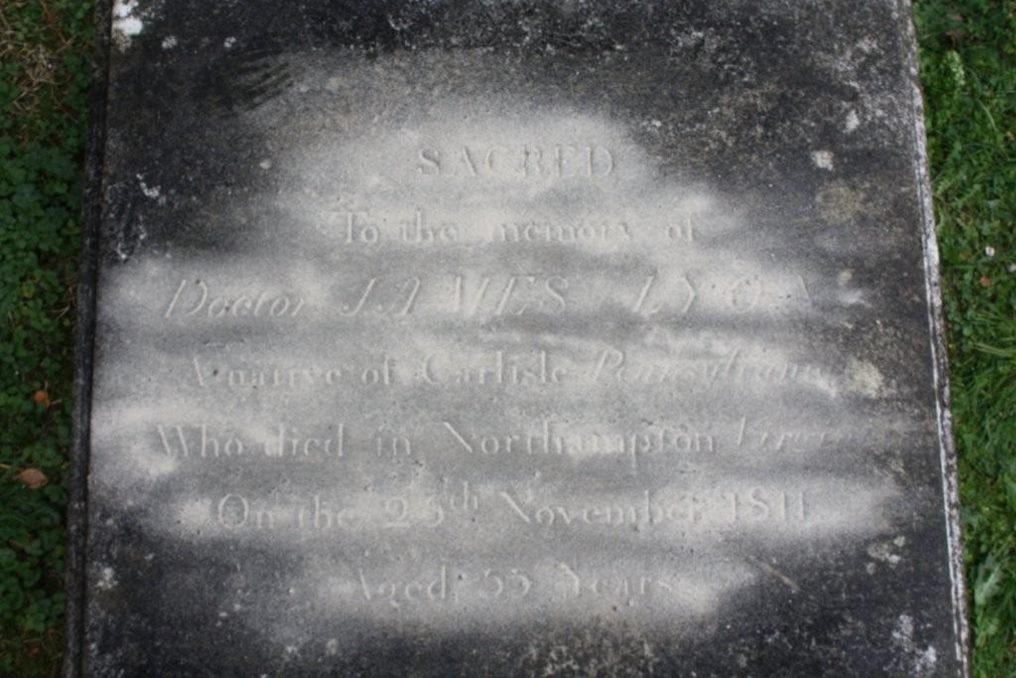 SACRED
To the memory of
Doctor JAMES LYON
A native of Carlisle Pennsylvania
Who died in Northampton Virginia
On the 25th November 1811
Aged 55 Years